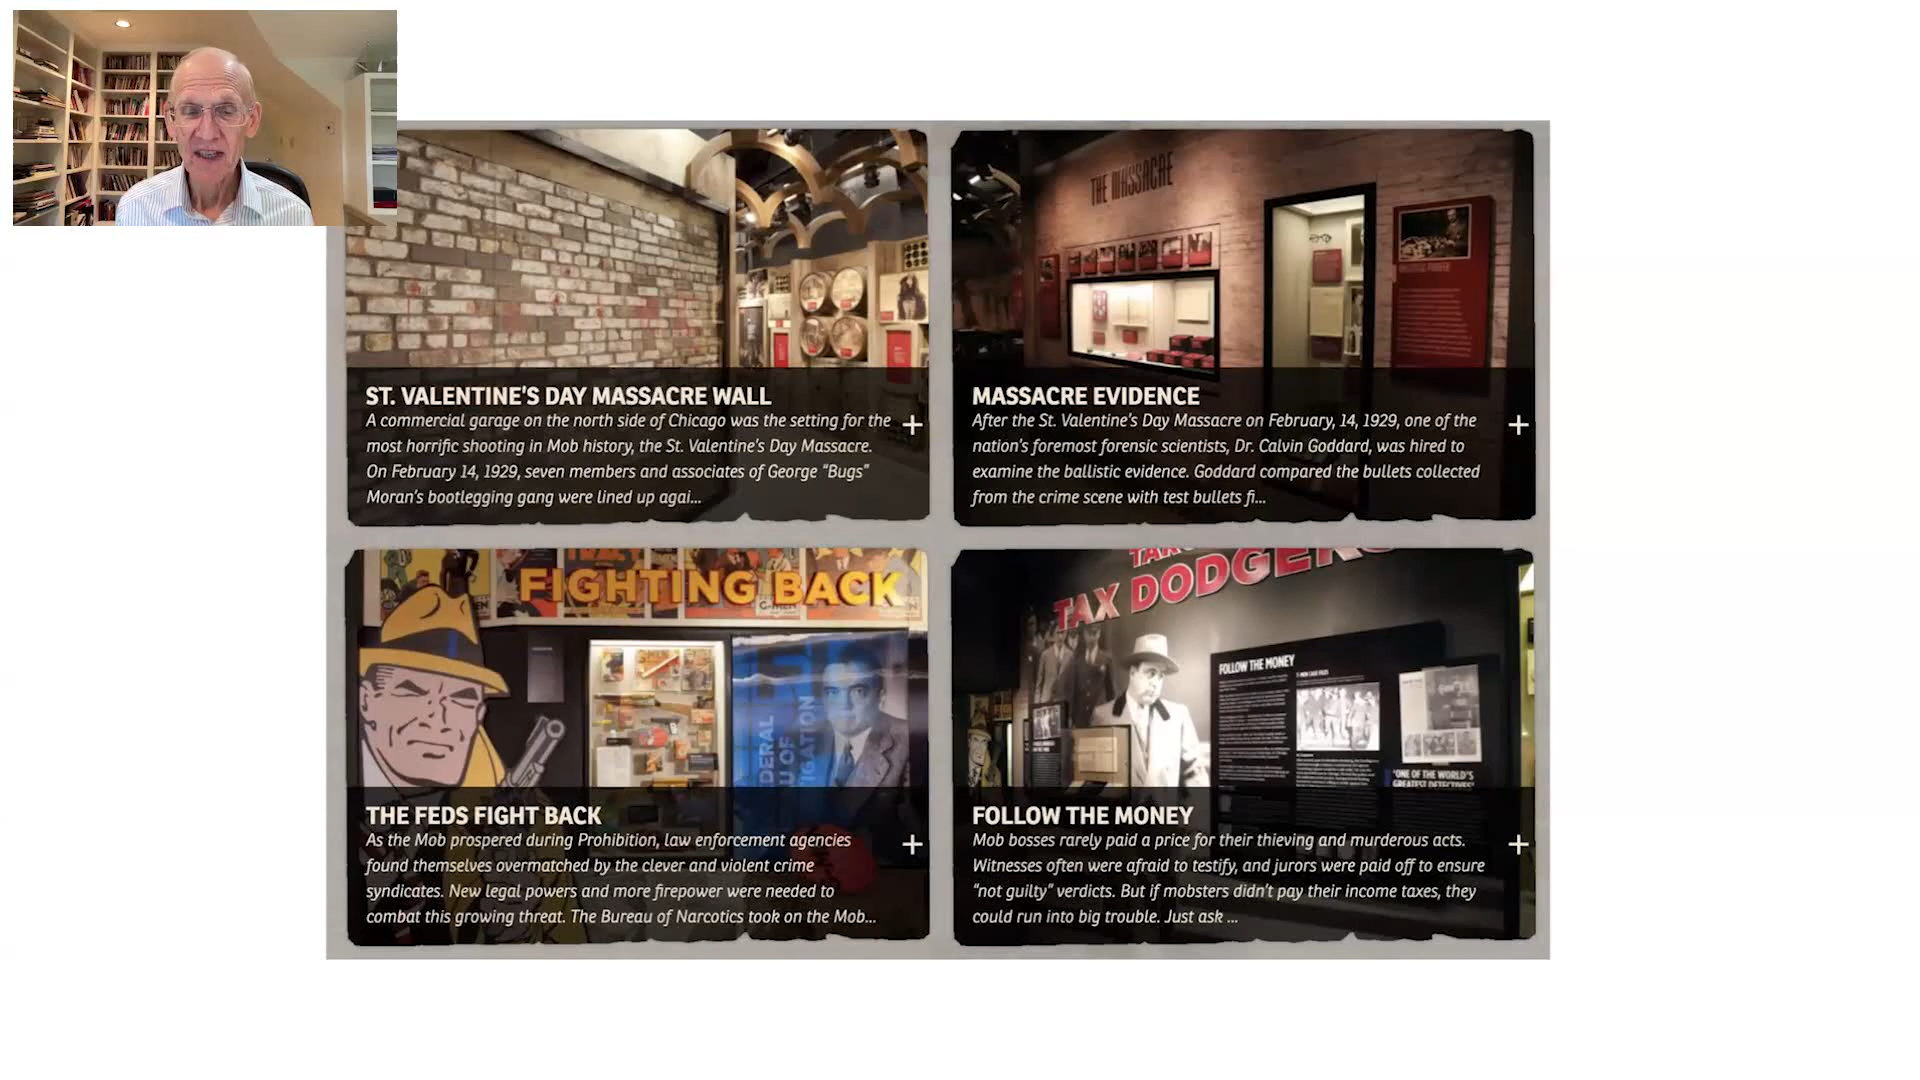 THE MASSACRE
ST. VALENTINE'S DAY MASSACRE WALL
A commercial garage on the north side of Chicago was the setting for the
most horrific shooting in Mob history, the St. Valentine's Day Massacre.
On February 14, 1929, seven members and associates of George "Bugs"
Moran's bootlegging gang were lined up agai...
+
MASSACRE EVIDENCE
After the St. Valentine's Day Massacre on February, 14, 1929, one of the
nation's foremost forensic scientists, Dr. Calvin Goddard, was hired to
examine the ballistic evidence. Goddard compared the bullets collected
from the crime scene with test bullets fi...
+
FIGHTING BACK
G-MEN
THE FEDS FIGHT BACK
As the Mob prospered during Prohibition, law enforcement agencies
found themselves overmatched by the clever and violent crime
syndicates. New legal powers and more firepower were needed to
combat this growing threat. The Bureau of Narcotics took on the Mob...
+
TAX DODGERS
FOLLOW THE MONEY
"ONE OF THE WORLD'S
GREATEST DETECTIVES"
FOLLOW THE MONEY
Mob bosses rarely paid a price for their thieving and murderous acts.
Witnesses often were afraid to testify, and jurors were paid off to ensure
"not guilty" verdicts. But if mobsters didn't pay their income taxes, they
could run into big trouble. Just ask ...
+